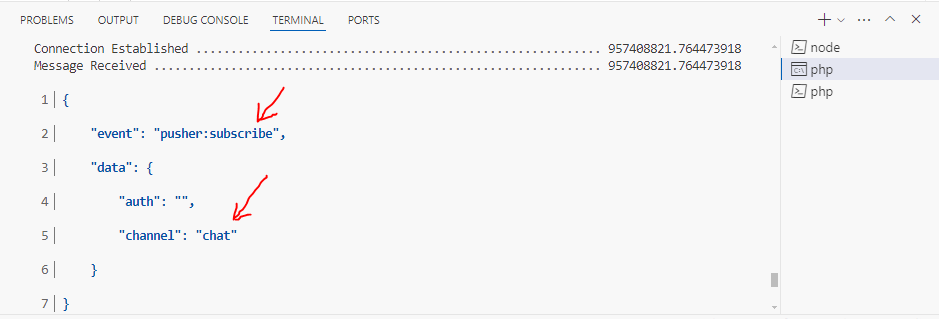 PROBLEMS OUTPUT DEBUG CONSOLE TERMINAL PORTS
Connection Established ........................................................... 957408821.764473918
Message Received ................................................................. 957408821.764473918
1 {
2 "event": "pusher:subscribe",
3 "data": {
4 "auth": "",
5 "channel": "chat"
6 }
7 }
node
php
php